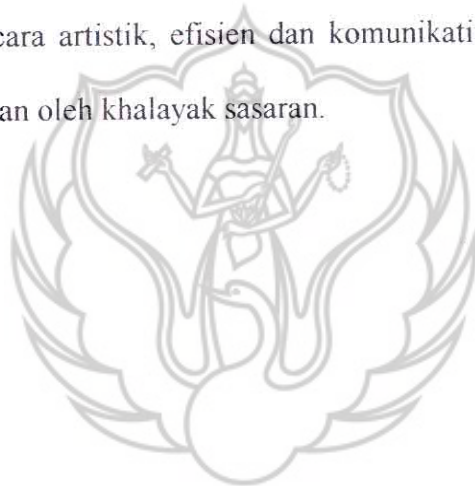 cara artistik, efisien dan komunikati
an oleh khalayak sasaran.